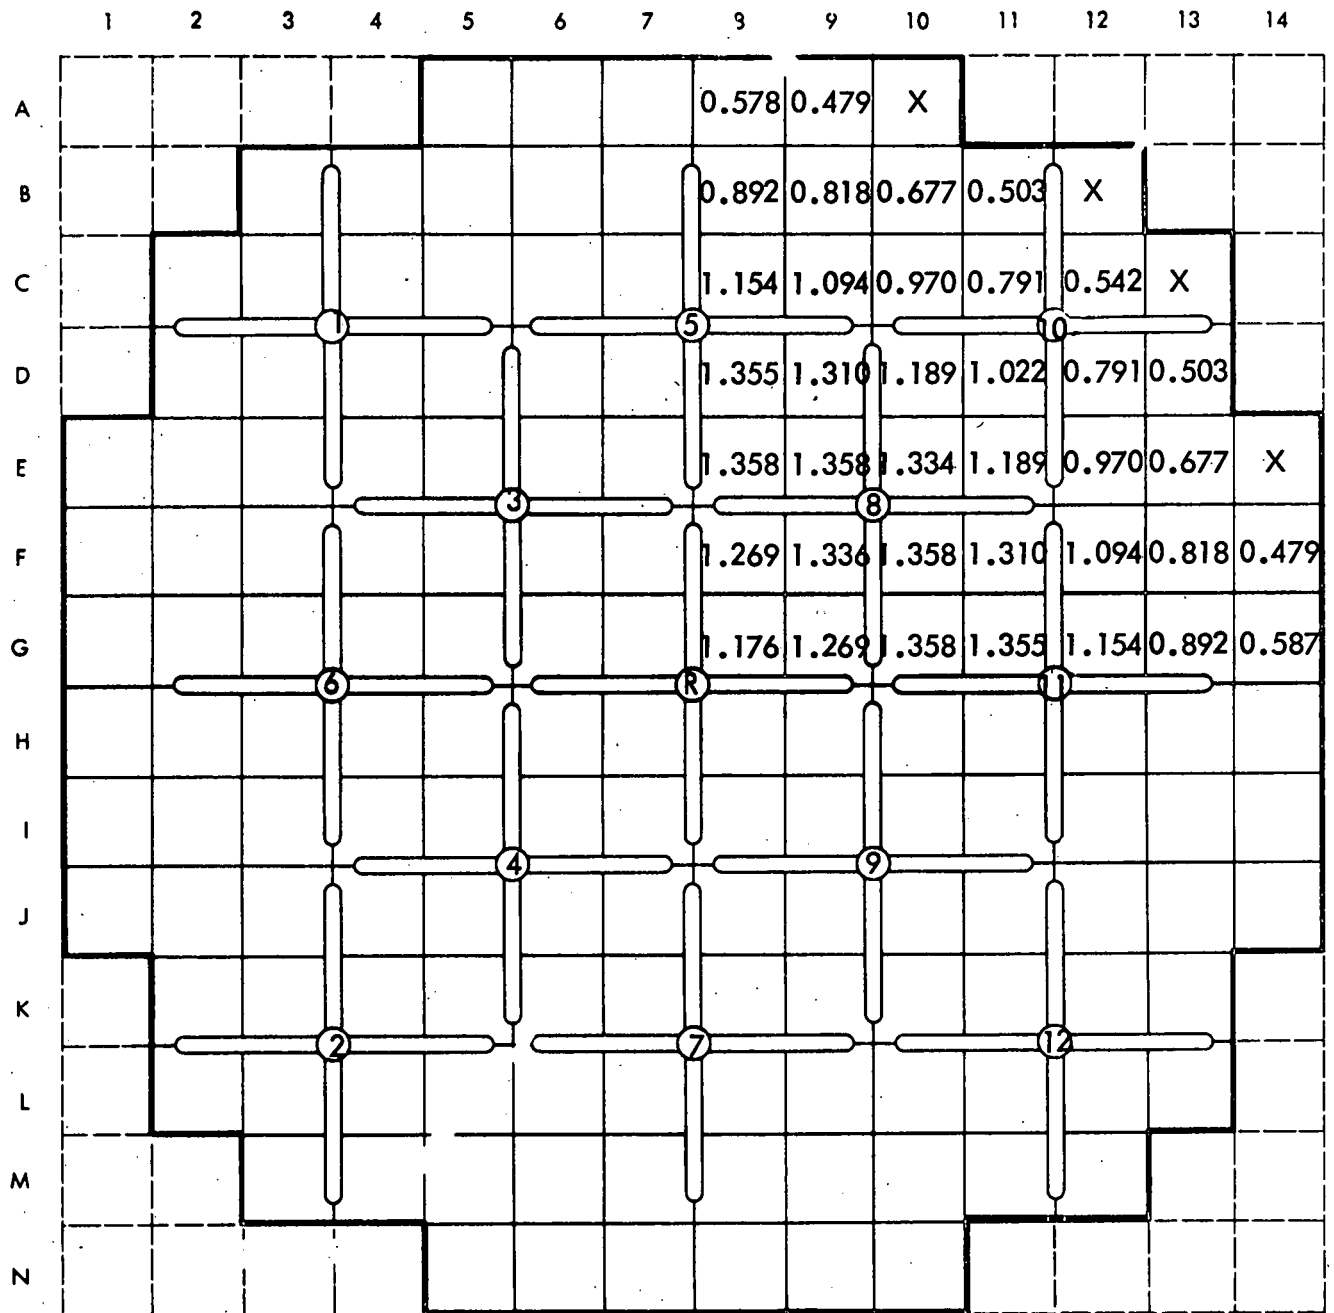 1 2 3 4 5 6 7 8 9 10 11 12 13 14
A 0.578 0.479 X
B 0.892 0.818 0.677 0.503 X
C 1.154 1.094 0.970 0.791 0.542 X
1 5 10
D 1.355 1.310 1.189 1.022 0.791 0.503
E 1.358 1.358 1.334 1.189 0.970 0.677 X
3 8
F 1.269 1.336 1.358 1.310 1.094 0.818 0.479
G 1.176 1.269 1.358 1.355 1.154 0.892 0.587
6 R 11
H
I
4 9
J
K
2 7 12
L
M
N